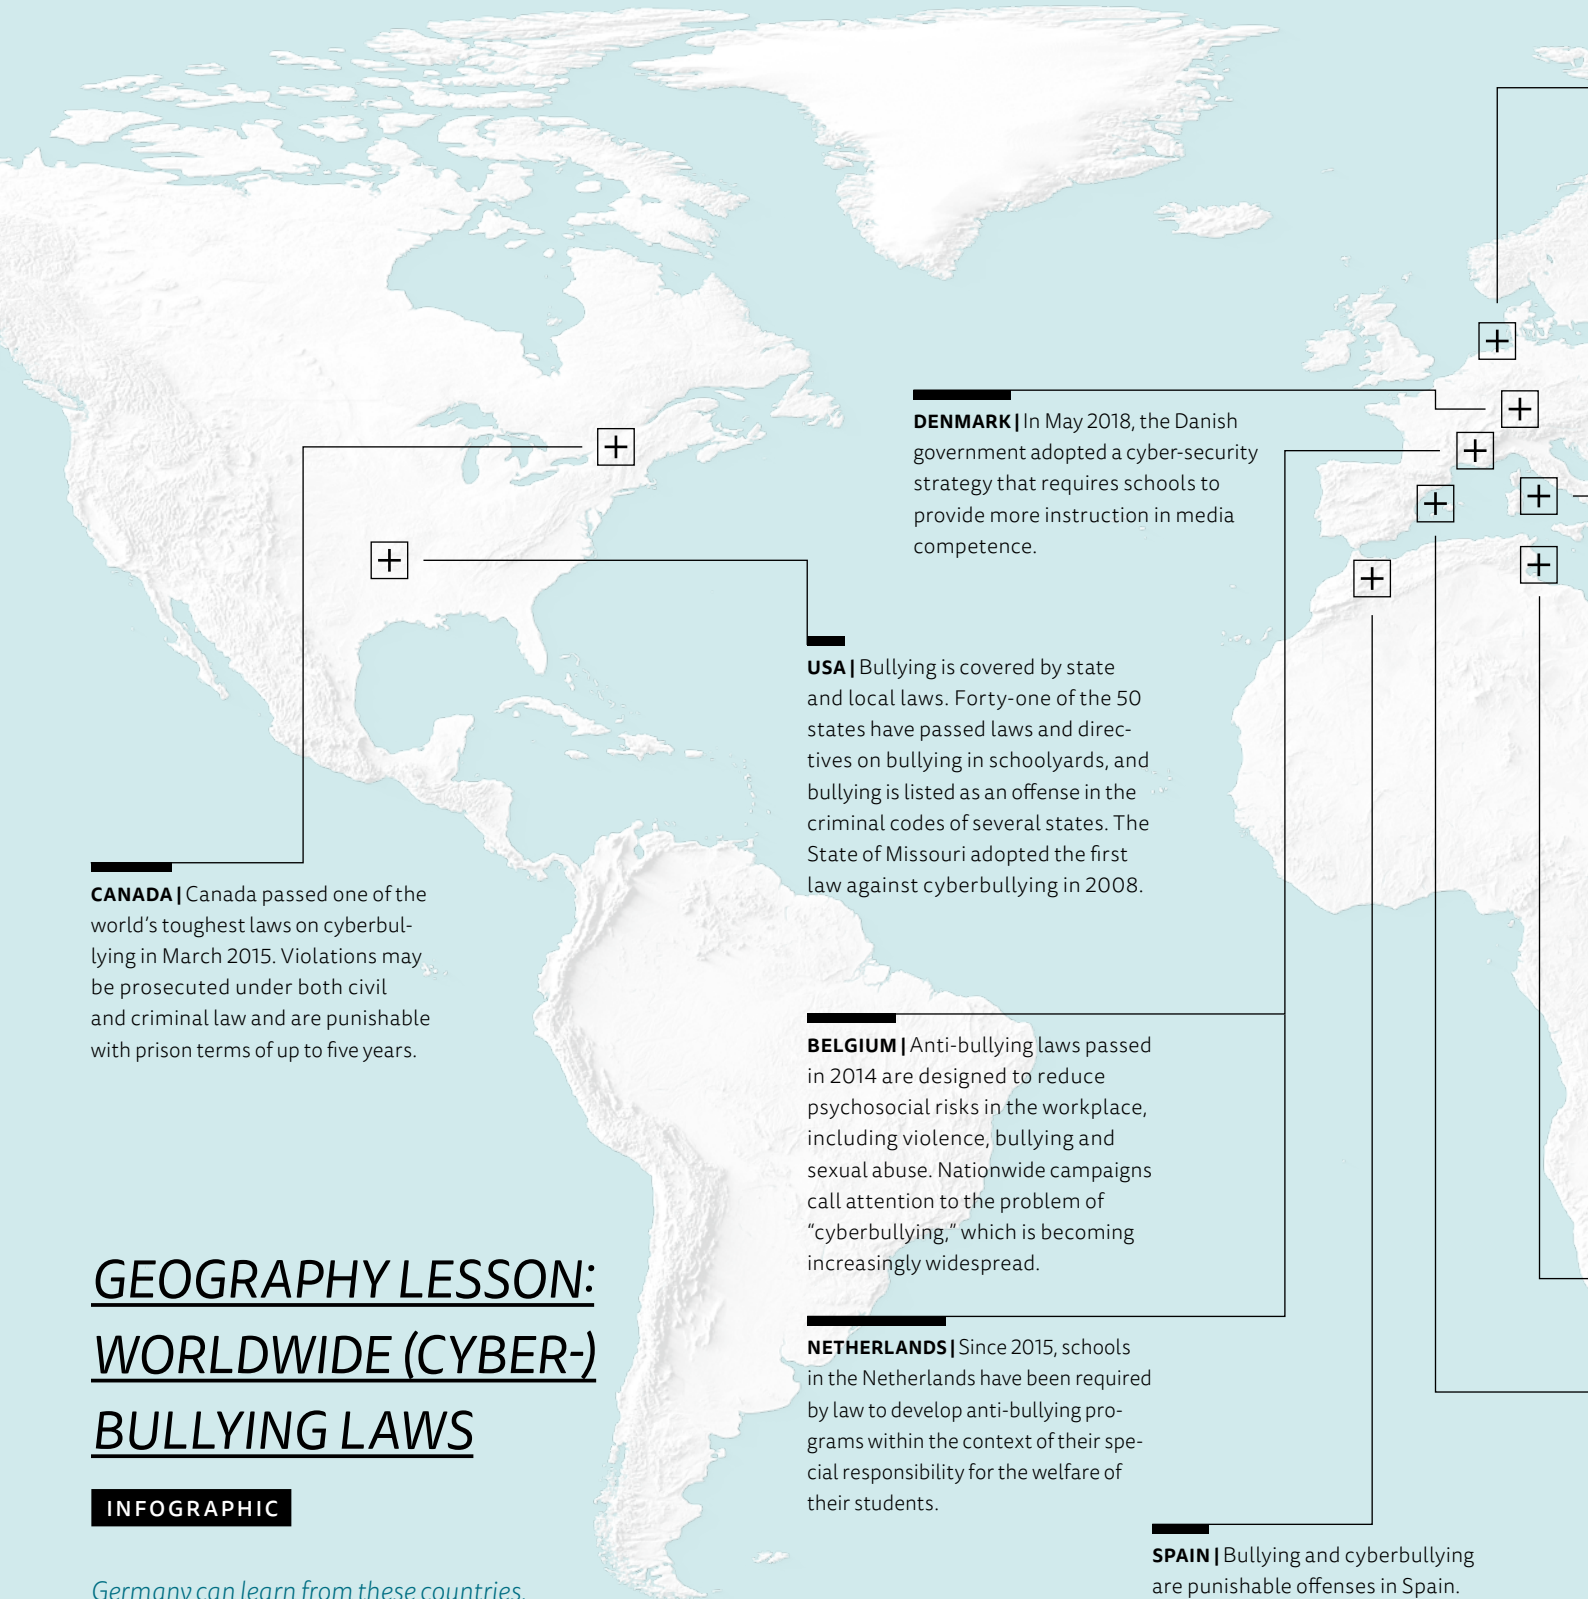 DENMARK | In May 2018, the Danish
government adopted a cyber-security
strategy that requires schools to
provide more instruction in media
competence.
USA | Bullying is covered by state
and local laws. Forty-one of the 50
states have passed laws and direc-
tives on bullying in schoolyards, and
bullying is listed as an offense in the
criminal codes of several states. The
State of Missouri adopted the first
law against cyberbullying in 2008.
CANADA | Canada passed one of the
world’s toughest laws on cyberbul-
lying in March 2015. Violations may
be prosecuted under both civil
and criminal law and are punishable
with prison terms of up to five years.
BELGIUM | Anti-bullying laws passed
in 2014 are designed to reduce
psychosocial risks in the workplace,
including violence, bullying and
sexual abuse. Nationwide campaigns
call attention to the problem of
“cyberbullying,” which is becoming
increasingly widespread.
NETHERLANDS | Since 2015, schools
in the Netherlands have been required
by law to develop anti-bullying pro-
grams within the context of their spe-
cial responsibility for the welfare of
their students.
SPAIN | Bullying and cyberbullying
are punishable offenses in Spain.
GEOGRAPHY LESSON:
WORLDWIDE (CYBER-)
BULLYING LAWS
INFOGRAPHIC
Germany can learn from these countries.